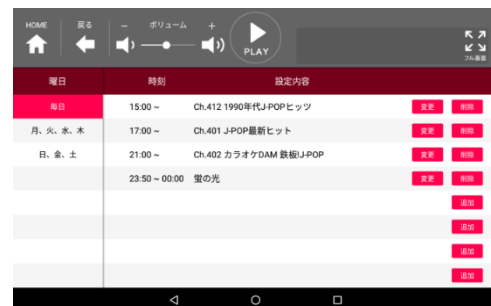 HOME 戻る － ボリューム ＋
PLAY
フル画面
曜日 時刻 設定内容
毎日 15:00 ~ Ch.412 1990年代J-POPヒッツ 変更 削除
月、火、水、木 17:00 ~ Ch.401 J-POP最新ヒット 変更 削除
日、金、土 21:00 ~ Ch.402 カラオケDAM 鉄板!J-POP 変更 削除
23:50 ~ 00:00 蛍の光 変更 削除
追加
追加
追加
追加